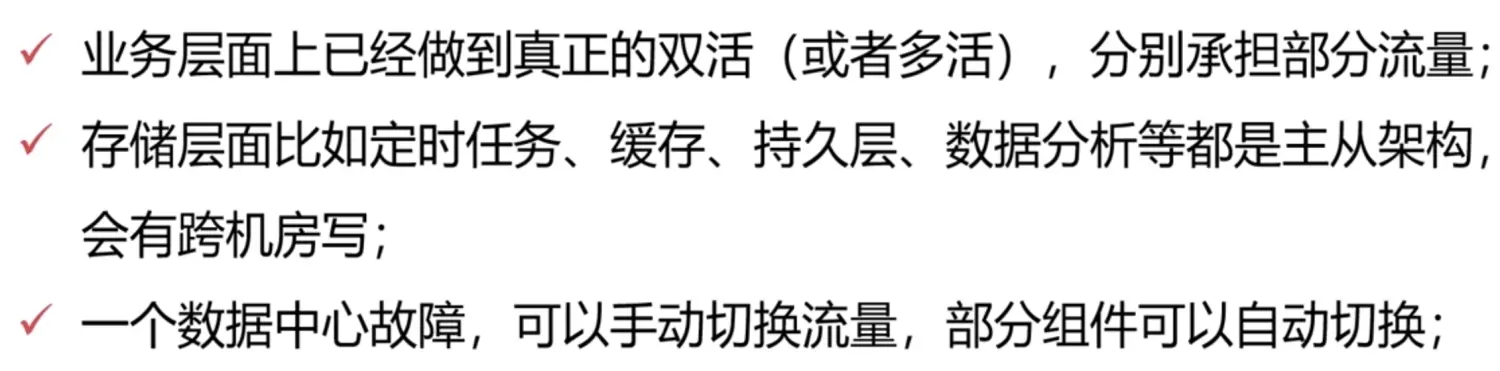 ✓ 业务层面上已经做到真正的双活（或者多活），分别承担部分流量；
✓ 存储层面比如定时任务、缓存、持久层、数据分析等都是主从架构，
会有跨机房写；
✓ 一个数据中心故障，可以手动切换流量，部分组件可以自动切换；